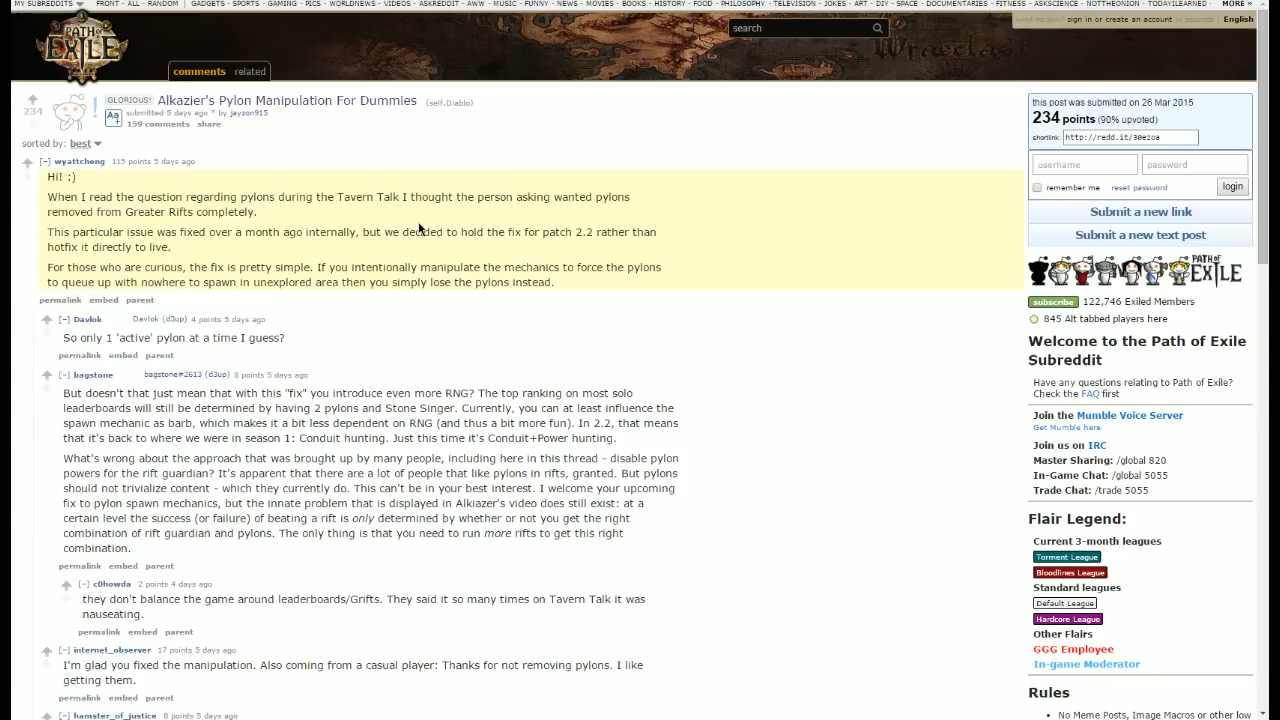 MY SUBREDDITS FRONT - ALL - RANDOM | GADGETS - SPORTS - GAMING - PICS - WORLDNEWS - VIDEOS - ASKREDDIT - AWW - MUSIC - FUNNY - NEWS - MOVIES - BOOKS - HISTORY - FOOD - PHILOSOPHY - TELEVISION - JOKES - ART - DIY - SPACE - DOCUMENTARIES - FITNESS - ASKSCIENCE - NOTTHEONION - TODAYILEARNED MORE »
PATH OF EXILE
comments related
search
sign in or create an account in seconds | English
234
GLORIOUS! Alkazier's Pylon Manipulation For Dummies (self.Diablo)
submitted 5 days ago * by jayzon915
159 comments share
sorted by: best
[–] wyattcheng 115 points 5 days ago
Hi! :)
When I read the question regarding pylons during the Tavern Talk I thought the person asking wanted pylons
removed from Greater Rifts completely.
This particular issue was fixed over a month ago internally, but we decided to hold the fix for patch 2.2 rather than
hotfix it directly to live.
For those who are curious, the fix is pretty simple. If you intentionally manipulate the mechanics to force the pylons
to queue up with nowhere to spawn in unexplored area then you simply lose the pylons instead.
permalink embed parent
[–] Davlok Davlok (d3up) 4 points 5 days ago
So only 1 'active' pylon at a time I guess?
permalink embed parent
[–] bagstone bagstone#2613 (d3up) 8 points 5 days ago
But doesn't that just mean that with this "fix" you introduce even more RNG? The top ranking on most solo
leaderboards will still be determined by having 2 pylons and Stone Singer. Currently, you can at least influence the
spawn mechanic as barb, which makes it a bit less dependent on RNG (and thus a bit more fun). In 2.2, that means
that it's back to where we were in season 1: Conduit hunting. Just this time it's Conduit+Power hunting.
What's wrong about the approach that was brought up by many people, including here in this thread - disable pylon
powers for the rift guardian? It's apparent that there are a lot of people that like pylons in rifts, granted. But pylons
should not trivialize content - which they currently do. This can't be in your best interest. I welcome your upcoming
fix to pylon spawn mechanics, but the innate problem that is displayed in Alkiazer's video does still exist: at a
certain level the success (or failure) of beating a rift is only determined by whether or not you get the right
combination of rift guardian and pylons. The only thing is that you need to run more rifts to get this right
combination.
permalink embed parent
[–] c0howda 2 points 4 days ago
they don't balance the game around leaderboards/Grifts. They said it so many times on Tavern Talk it was
nauseating.
permalink embed parent
[–] internet_observer 17 points 5 days ago
I'm glad you fixed the manipulation. Also coming from a casual player: Thanks for not removing pylons. I like
getting them.
permalink embed parent
[–] hamster_of_justice 8 points 5 days ago
this post was submitted on 26 Mar 2015
234 points (90% upvoted)
shortlink: http://redd.it/30ezoa
username password
remember me reset password login
Submit a new link
Submit a new text post
PATH OF EXILE
subscribe 122,746 Exiled Members
845 Alt tabbed players here
Welcome to the Path of Exile
Subreddit
Have any questions relating to Path of Exile?
Check the FAQ first
Join the Mumble Voice Server
Get Mumble here
Join us on IRC
Master Sharing: /global 820
In-Game Chat: /global 5055
Trade Chat: /trade 5055
Flair Legend:
Current 3-month leagues
Torment League
Bloodlines League
Standard leagues
Default League
Hardcore League
Other Flairs
GGG Employee
In-game Moderator
Rules
• No Meme Posts, Image Macros or other low